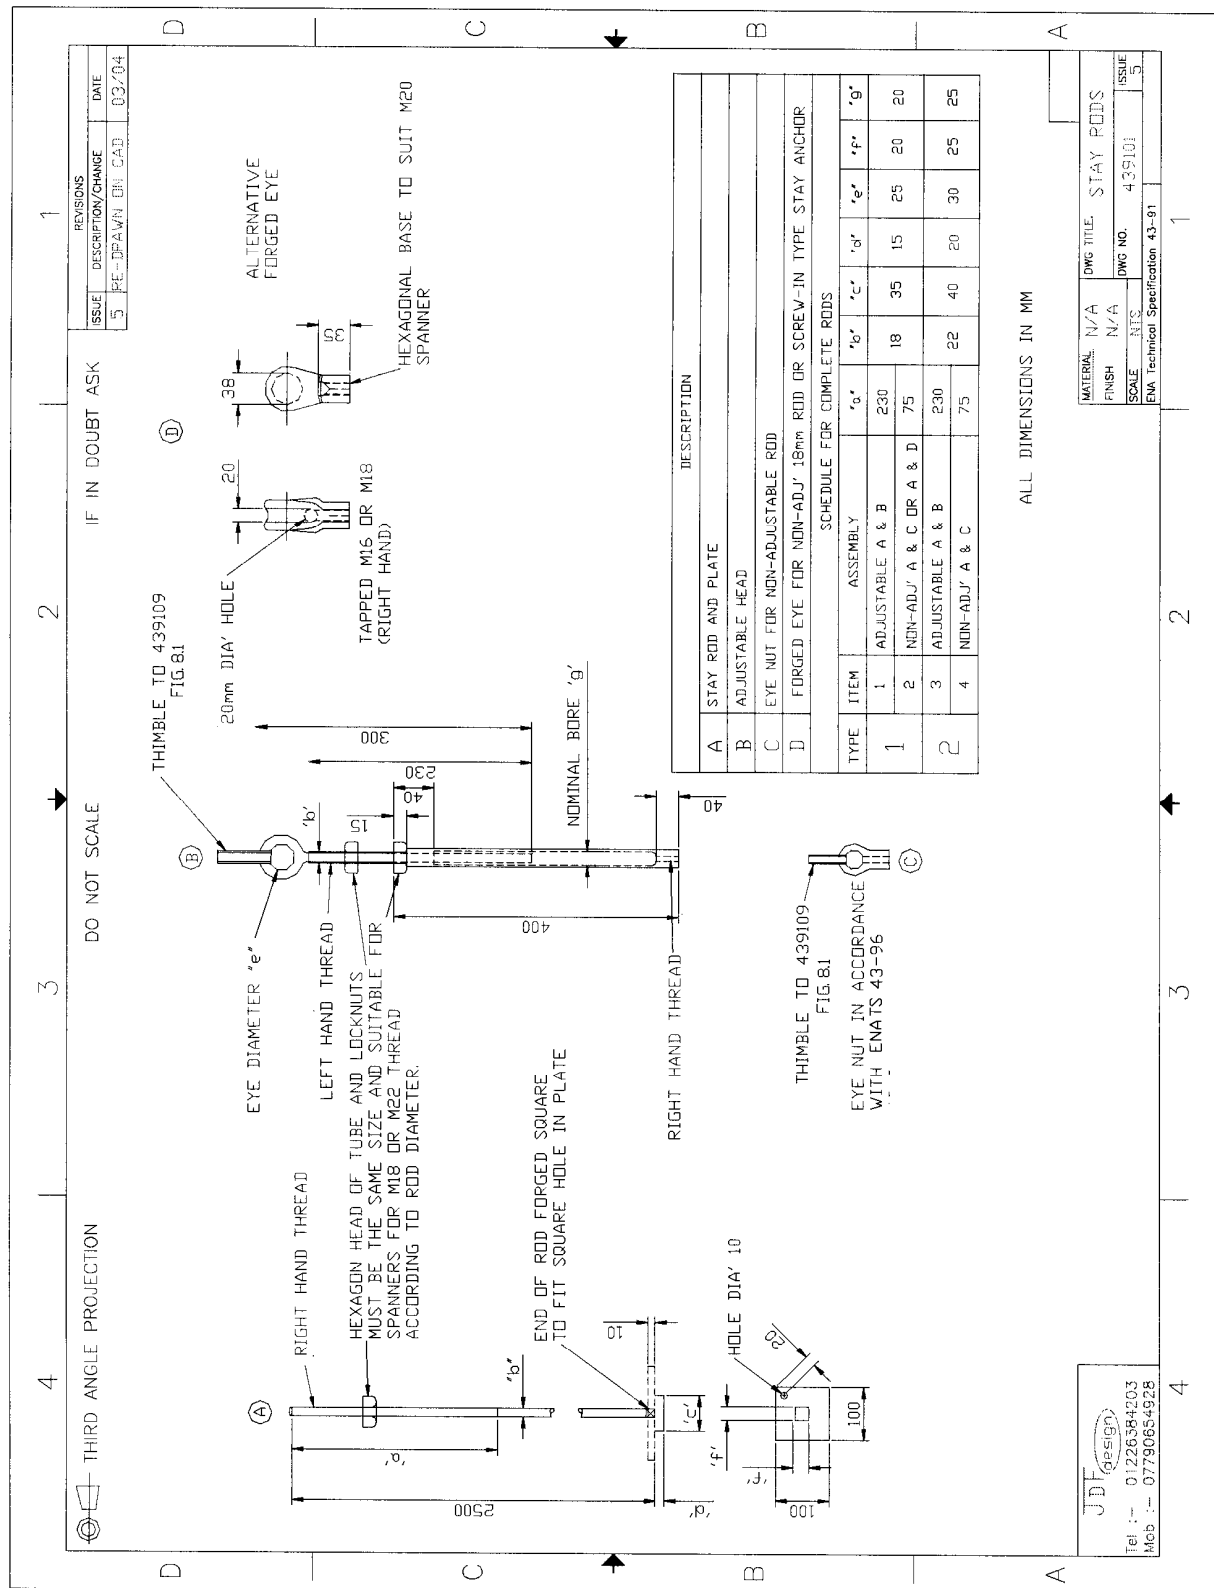 4
3
2
1
D
C
B
A
THIRD ANGLE PROJECTION
DO NOT SCALE
IF IN DOUBT ASK
REVISIONS
ISSUE DESCRIPTION/CHANGE DATE
5 RE-DRAWN ON CAD 03/04
A
RIGHT HAND THREAD
HEXAGON HEAD OF TUBE AND LOCKNUTS
MUST BE THE SAME SIZE AND SUITABLE FOR
SPANNERS FOR M18 OR M22 THREAD
ACCORDING TO ROD DIAMETER.
'a'
2500
"b"
END OF ROD FORGED SQUARE
TO FIT SQUARE HOLE IN PLATE
10
'c'
'd'
HOLE DIA' 10
20
'f'
'f'
100
100
B
THIMBLE TO 439109
FIG.8.1
EYE DIAMETER "e"
LEFT HAND THREAD
'b'
15
40
230
300
400
NOMINAL BORE 'g'
40
RIGHT HAND THREAD
THIMBLE TO 439109
FIG.8.1
C
EYE NUT IN ACCORDANCE
WITH ENATS 43-96
D
20mm DIA' HOLE
20
38
35
TAPPED M16 OR M18
(RIGHT HAND)
ALTERNATIVE
FORGED EYE
HEXAGONAL BASE TO SUIT M20
SPANNER
DESCRIPTION
A STAY ROD AND PLATE
B ADJUSTABLE HEAD
C EYE NUT FOR NON-ADJUSTABLE ROD
D FORGED EYE FOR NON-ADJ' 18mm ROD OR SCREW-IN TYPE STAY ANCHOR
SCHEDULE FOR COMPLETE RODS
TYPE ITEM ASSEMBLY "a" "b" "c" "d" "e" "f" "g"
1 1 ADJUSTABLE A & B 230 18 35 15 25 20 20
2 NON-ADJ' A & C OR A & D 75
2 3 ADJUSTABLE A & B 230 22 40 20 30 25 25
4 NON-ADJ' A & C 75
ALL DIMENSIONS IN MM
JDF design
Tel :- 01226384203
Mob :- 07790654928
MATERIAL N/A
FINISH N/A
SCALE NTS
DWG TITLE. STAY RODS
DWG NO. 439101
ISSUE 5
ENA Technical Specification 43-91
D
C
B
A
4
3
2
1